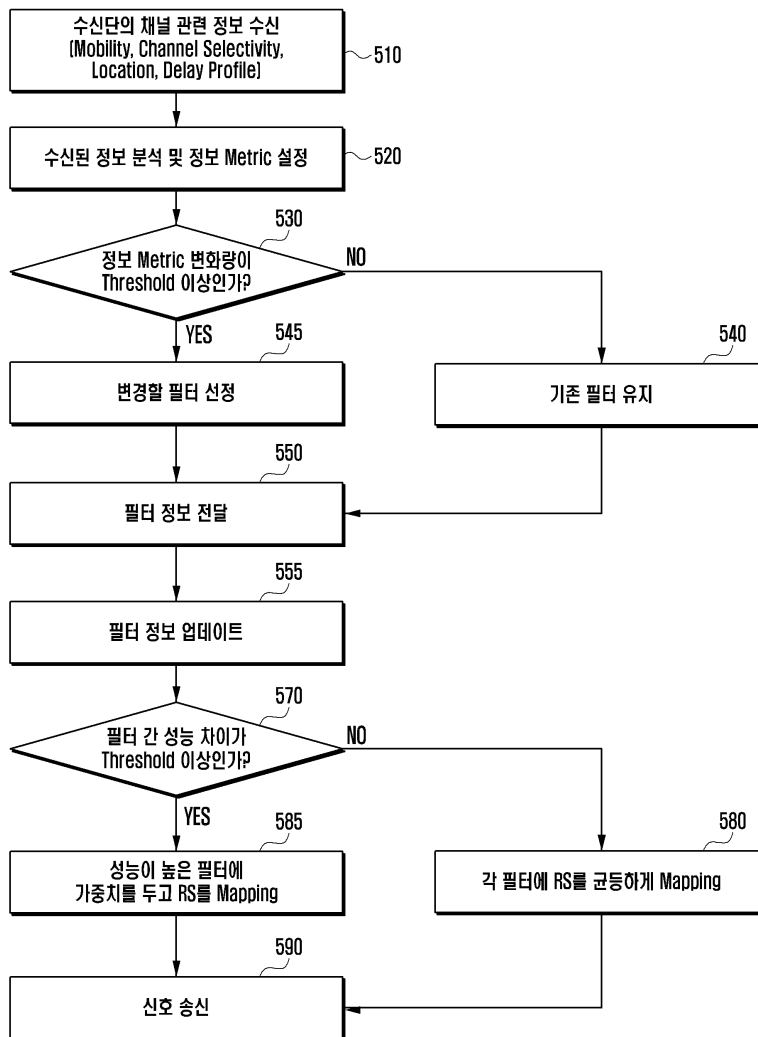 수신단의 채널 관련 정보 수신
(Mobility, Channel Selectivity,
Location, Delay Profile)
510
수신된 정보 분석 및 정보 Metric 설정
520
530
정보 Metric 변화량이
Threshold 이상인가?
NO
YES
545
변경할 필터 선정
540
기존 필터 유지
550
필터 정보 전달
555
필터 정보 업데이트
570
필터 간 성능 차이가
Threshold 이상인가?
NO
YES
585
성능이 높은 필터에
가중치를 두고 RS를 Mapping
580
각 필터에 RS를 균등하게 Mapping
590
신호 송신